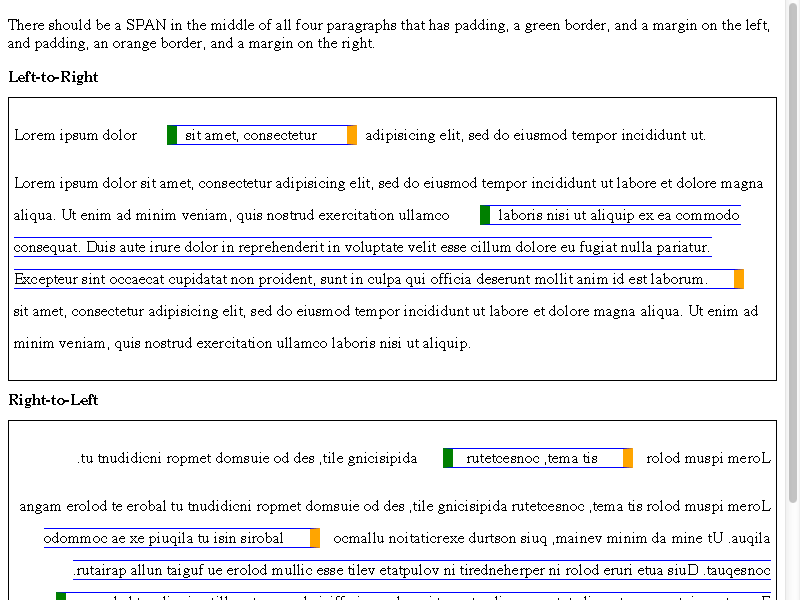 There should be a SPAN in the middle of all four paragraphs that has padding, a green border, and a margin on the left,
and padding, an orange border, and a margin on the right.
Left-to-Right
Lorem ipsum dolor sit amet, consectetur adipisicing elit, sed do eiusmod tempor incididunt ut.
Lorem ipsum dolor sit amet, consectetur adipisicing elit, sed do eiusmod tempor incididunt ut labore et dolore magna
aliqua. Ut enim ad minim veniam, quis nostrud exercitation ullamco laboris nisi ut aliquip ex ea commodo
consequat. Duis aute irure dolor in reprehenderit in voluptate velit esse cillum dolore eu fugiat nulla pariatur.
Excepteur sint occaecat cupidatat non proident, sunt in culpa qui officia deserunt mollit anim id est laborum.
sit amet, consectetur adipisicing elit, sed do eiusmod tempor incididunt ut labore et dolore magna aliqua. Ut enim ad
minim veniam, quis nostrud exercitation ullamco laboris nisi ut aliquip.
Right-to-Left
.tu tnudidicni ropmet domsuie od des ,tile gnicisipida rutetcesnoc ,tema tis rolod muspi meroL
angam erolod te erobal tu tnudidicni ropmet domsuie od des ,tile gnicisipida rutetcesnoc ,tema tis rolod muspi meroL
odommoc ae xe piuqila tu isin sirobal ocmallu noitaticrexe durtson siuq ,mainev minim da mine tU .auqila
.rutairap allun taiguf ue erolod mullic esse tilev etatpulov ni tiredneherper ni rolod eruri etua siuD .tauqesnoc